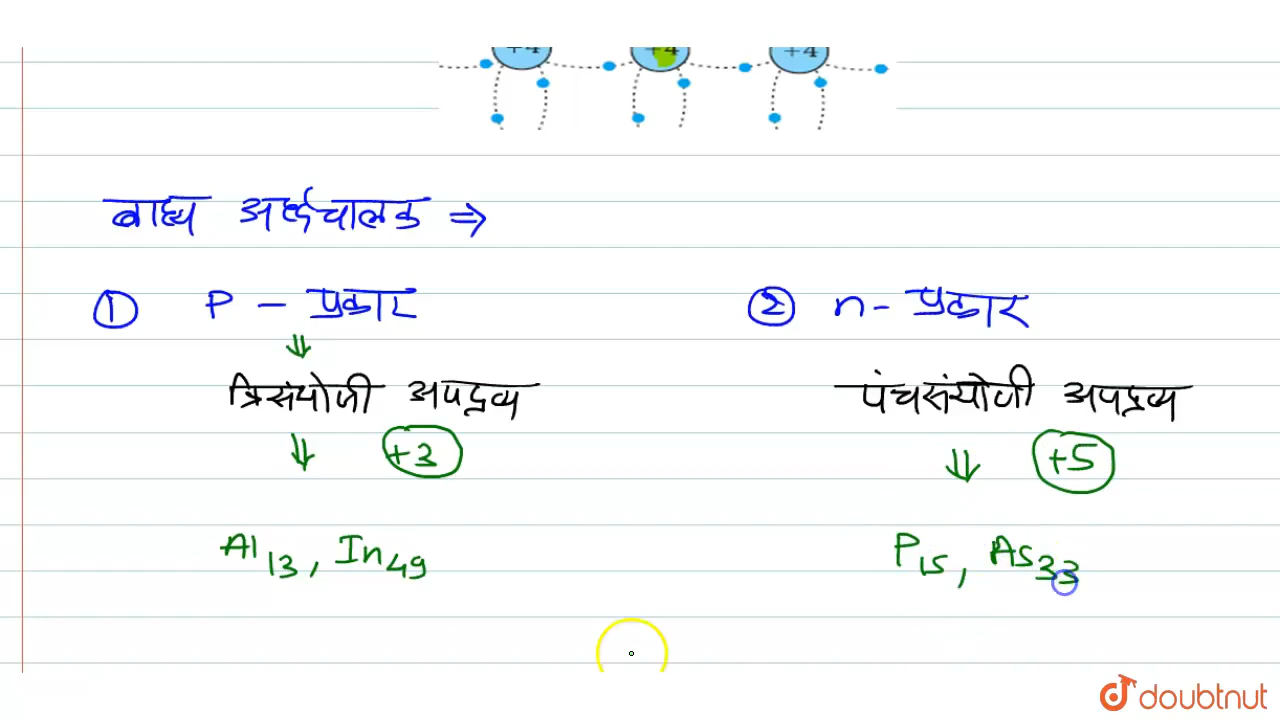 +4 +4 +4
बाह्य अर्द्धचालक ⇒
① P - प्रकार ② n - प्रकार
⇓
त्रिसंयोजी अपद्रव्य पंचसंयोजी अपद्रव्य
⇓ +3 ⇓ +5
Al₁₃, In₄₉ P₁₅, As₃₃
doubtnut